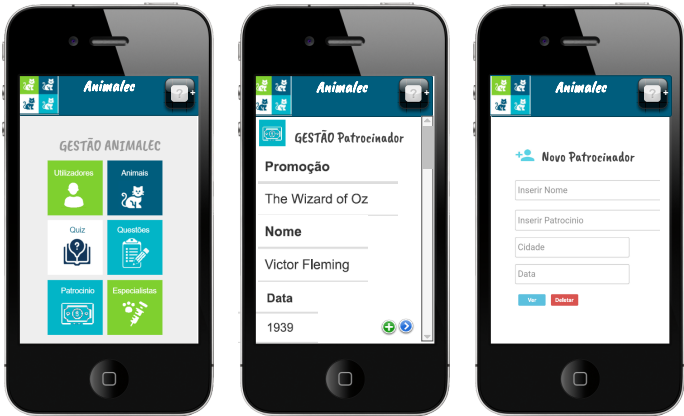 Animalec
GESTÃO ANIMALEC
Utilizadores
Animais
Quiz
Questões
Patrocínio
Especialistas
Animalec
GESTÃO Patrocinador
Promoção
The Wizard of Oz
Nome
Victor Fleming
Data
1939
Animalec
Novo Patrocinador
Inserir Nome
Inserir Patrocinio
Cidade
Data
Ver
Deletar